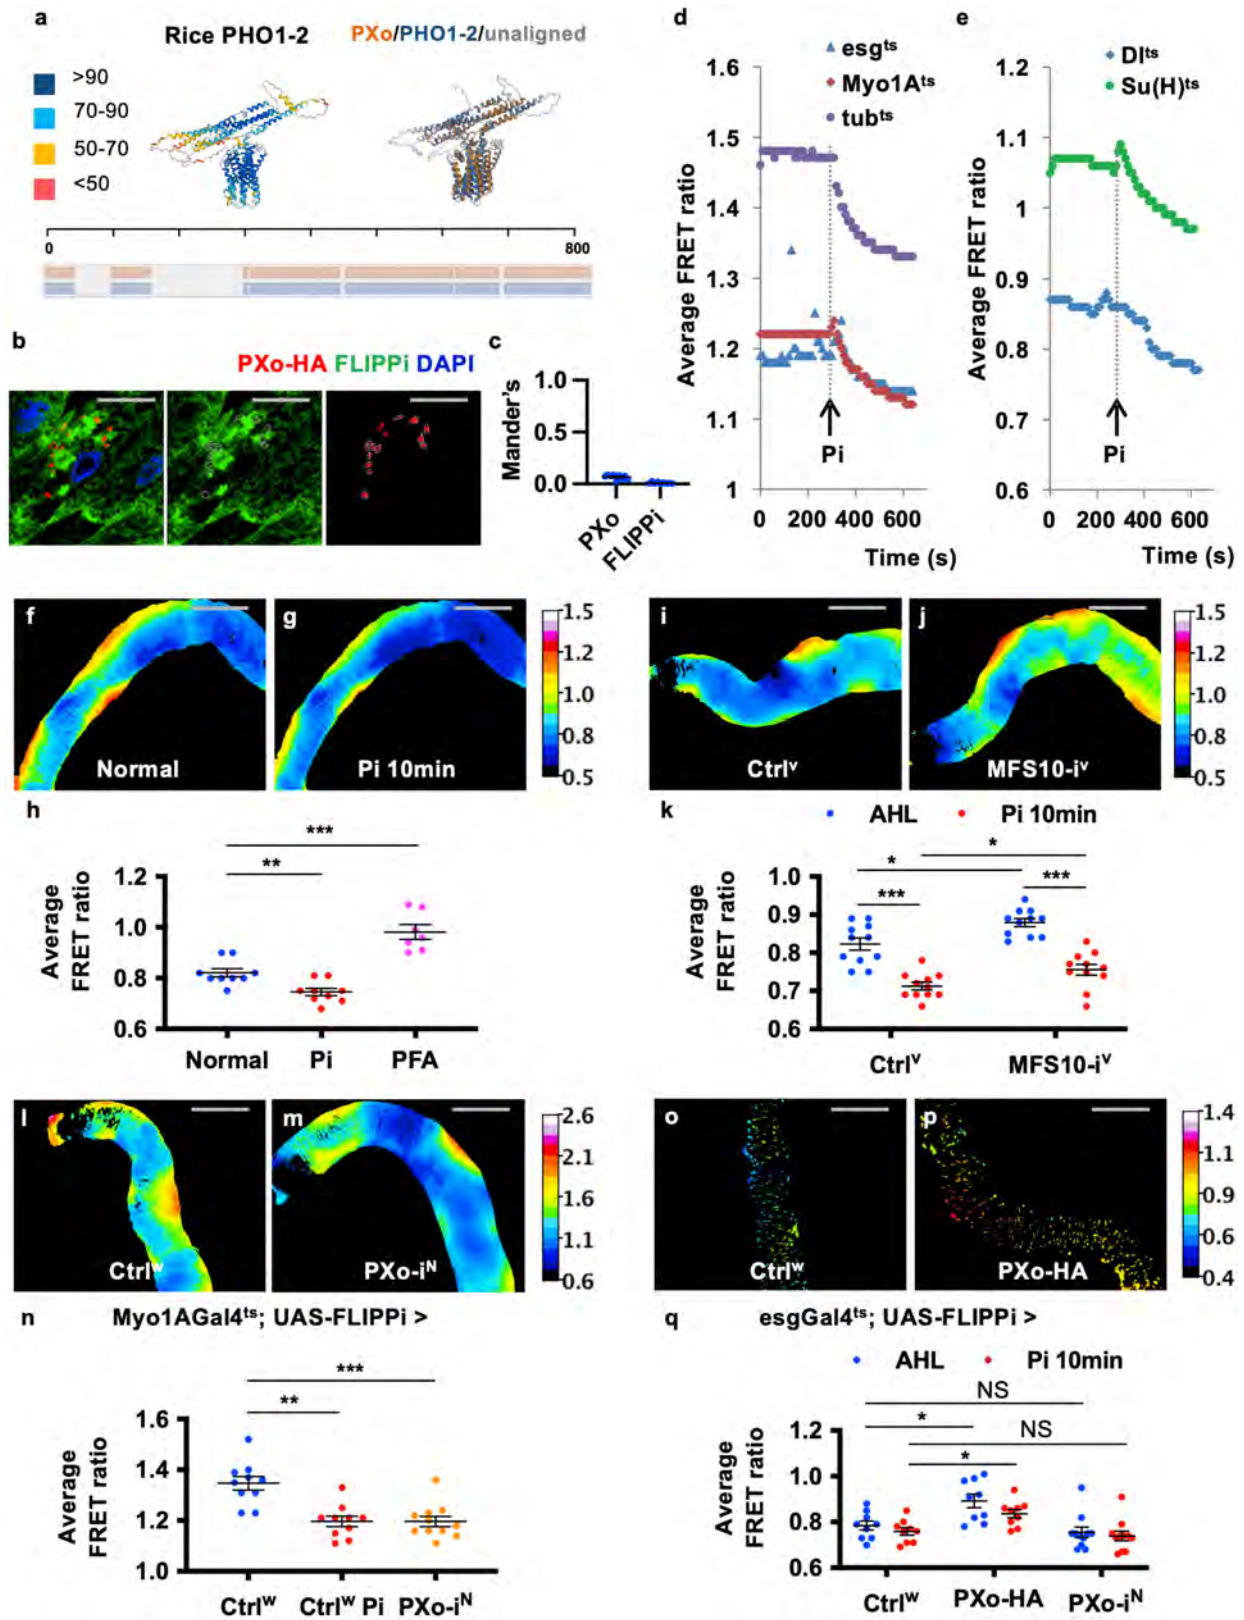 a
Rice PHO1-2
PXo/PHO1-2/unaligned
>90
70-90
50-70
<50
0
800
b
PXo-HA FLIPPi DAPI
c
Mander's
1.0
0.5
0.0
PXo
FLIPPi
d
esgᵗˢ
Myo1Aᵗˢ
tubᵗˢ
Average FRET ratio
1.6
1.5
1.4
1.3
1.2
1.1
1
Pi
0 200 400 600
Time (s)
e
Dlᵗˢ
Su(H)ᵗˢ
Average FRET ratio
1.2
1.1
1
0.9
0.8
0.7
0.6
Pi
0 200 400 600
Time (s)
f
Normal
g
Pi 10min
1.5
1.2
1.0
0.8
0.5
i
Ctrlᵛ
j
MFS10-iᵛ
1.5
1.2
1.0
0.8
0.5
h
Average
FRET ratio
1.2
1.0
0.8
0.6
***
**
Normal Pi PFA
k
AHL Pi 10min
Average
FRET ratio
1.0
0.9
0.8
0.7
0.6
* *
*** ***
Ctrlᵛ MFS10-iᵛ
l
Ctrlᵂ
m
PXo-iᴺ
2.6
2.1
1.6
1.1
0.6
o
Ctrlᵂ
p
PXo-HA
1.4
1.1
0.9
0.6
0.4
n
Myo1AGal4ᵗˢ; UAS-FLIPPi >
Average
FRET ratio
1.6
1.4
1.2
1.0
***
**
Ctrlᵂ Ctrlᵂ Pi PXo-iᴺ
q
esgGal4ᵗˢ; UAS-FLIPPi >
AHL Pi 10min
Average
FRET ratio
1.2
1.0
0.8
0.6
NS
*
NS
*
Ctrlᵂ PXo-HA PXo-iᴺ